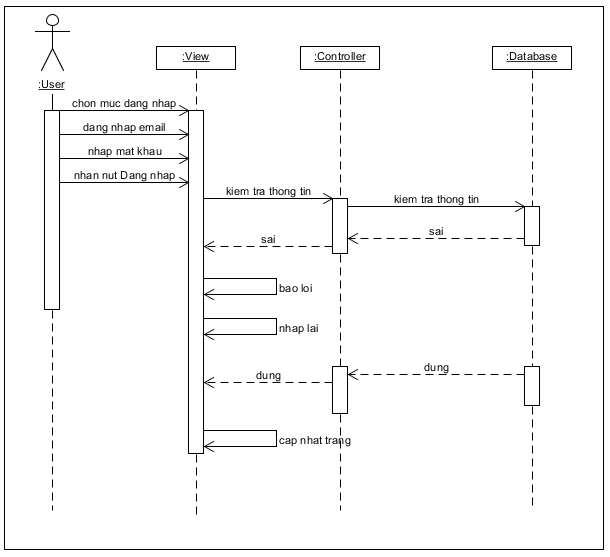 :View
:Controller
:Database
:User
chon muc dang nhap
dang nhap email
nhap mat khau
nhan nut Dang nhap
kiem tra thong tin
kiem tra thong tin
sai
sai
bao loi
nhap lai
dung
dung
cap nhat trang